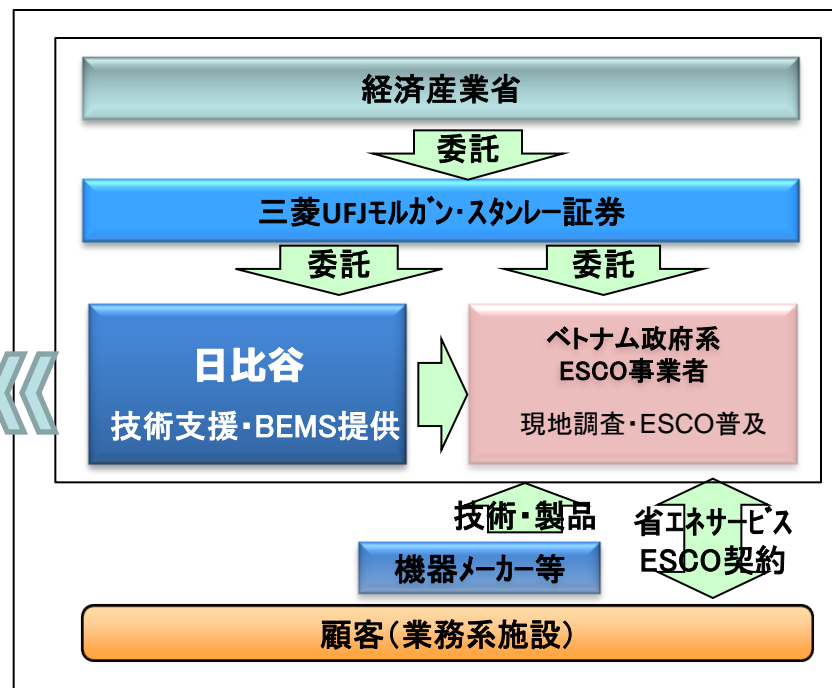 経済産業省
委託
三菱UFJモルガン・スタンレー証券
委託
委託
日比谷
技術支援・BEMS提供
ベトナム政府系
ESCO事業者
現地調査・ESCO普及
技術・製品
省エネサービス
ESCO契約
機器メーカー等
顧客(業務系施設)